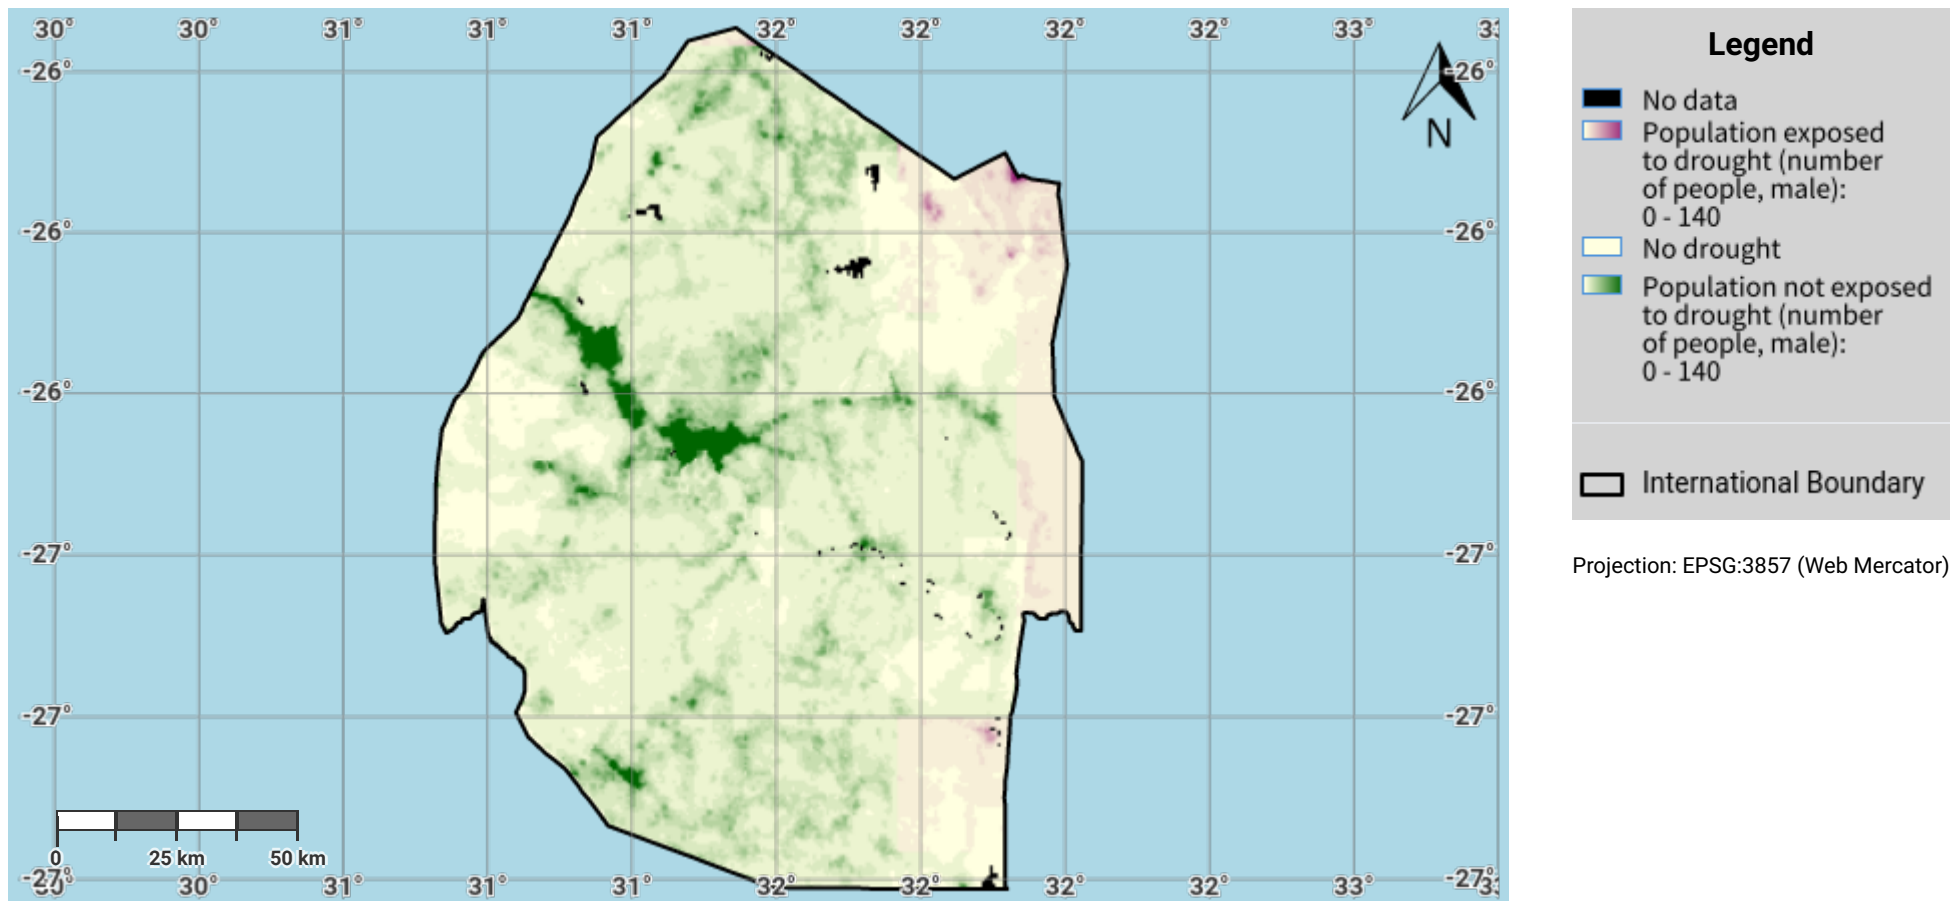 30° 30° 31° 31° 31° 32° 32° 32° 33°
-26° -26°
-26° -26°
-26° -26°
-27° -27°
-27° -27°
-27° -27°
30° 31° 31° 31° 32° 32° 32° 32° 33°
N
0 25 km 50 km
Legend
No data
Population exposed
to drought (number
of people, male):
0 - 140
No drought
Population not exposed
to drought (number
of people, male):
0 - 140
International Boundary
Projection: EPSG:3857 (Web Mercator)